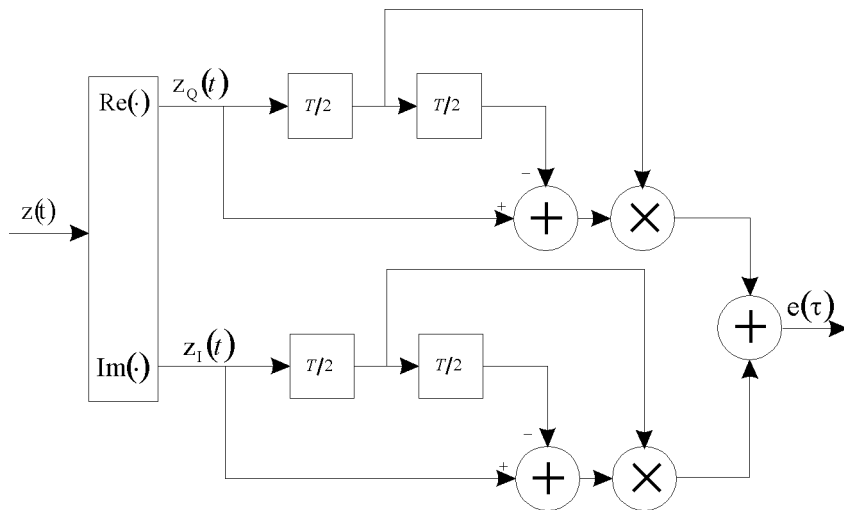 z_Q(t)
Re(·)
T/2
T/2
−
+
+
×
z(t)
e(τ)
+
z_I(t)
Im(·)
T/2
T/2
−
+
+
×